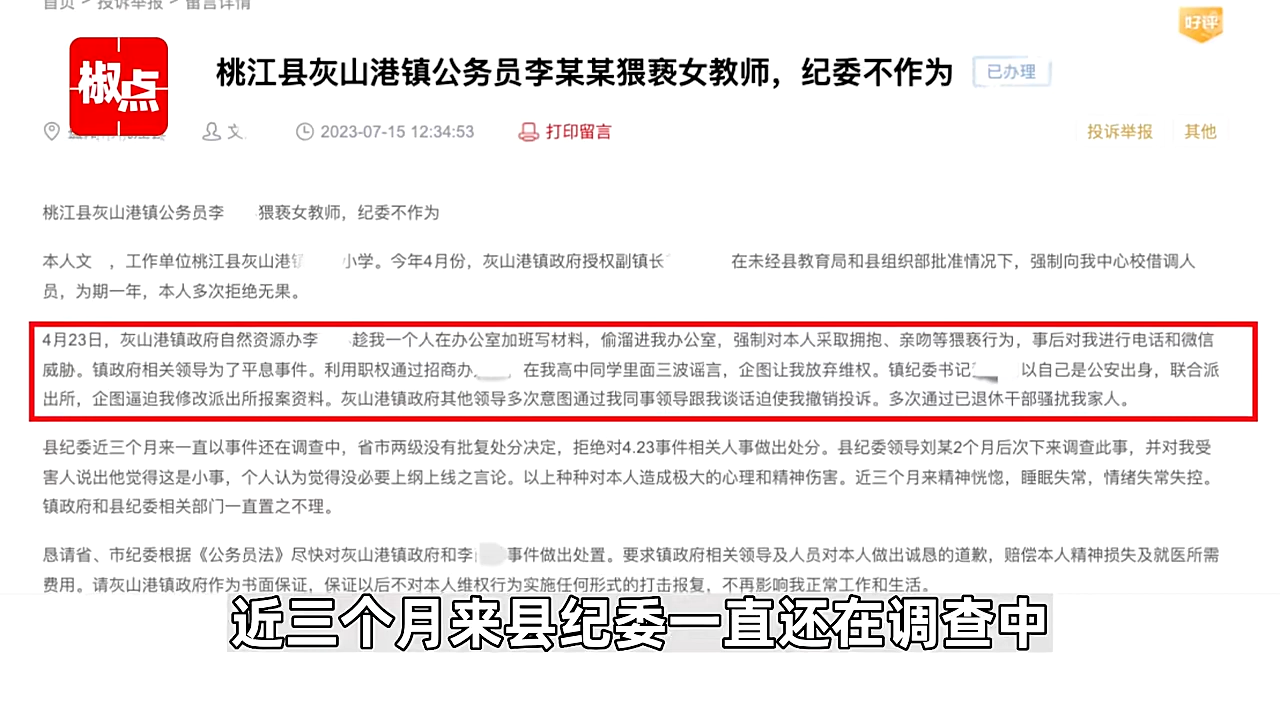 首页 > 投诉举报 > 留言详情
好评
椒点
桃江县灰山港镇公务员李某某猥亵女教师，纪委不作为
已办理
文
2023-07-15 12:34:53
打印留言
投诉举报
其他
桃江县灰山港镇公务员李 猥亵女教师，纪委不作为
本人文 ，工作单位桃江县灰山港镇 小学。今年4月份，灰山港镇政府授权副镇长 在未经县教育局和县组织部批准情况下，强制向我中心校借调人
员，为期一年，本人多次拒绝无果。
4月23日，灰山港镇政府自然资源办李 趁我一个人在办公室加班写材料，偷溜进我办公室，强制对本人采取拥抱、亲吻等猥亵行为，事后对我进行电话和微信
威胁。镇政府相关领导为了平息事件。利用职权通过招商办 ，在我高中同学里面三波谣言，企图让我放弃维权。镇纪委书记 以自己是公安出身，联合派
出所，企图逼迫我修改派出所报案资料。灰山港镇政府其他领导多次意图通过我同事领导跟我谈话迫使我撤销投诉。多次通过已退休干部骚扰我家人。
县纪委近三个月来一直以事件还在调查中，省市两级没有批复处分决定，拒绝对4.23事件相关人事做出处分。县纪委领导刘某2个月后次下来调查此事，并对我受
害人说出他觉得这是小事，个人认为觉得没必要上纲上线之言论。以上种种对本人造成极大的心理和精神伤害。近三个月来精神恍惚，睡眠失常，情绪失常失控。
镇政府和县纪委相关部门一直置之不理。
恳请省、市纪委根据《公务员法》尽快对灰山港镇政府和李 事件做出处置。要求镇政府相关领导及人员对本人做出诚恳的道歉，赔偿本人精神损失及就医所需
费用。请灰山港镇政府作为书面保证，保证以后不对本人维权行为实施任何形式的打击报复，不再影响我正常工作和生活。
近三个月来县纪委一直还在调查中